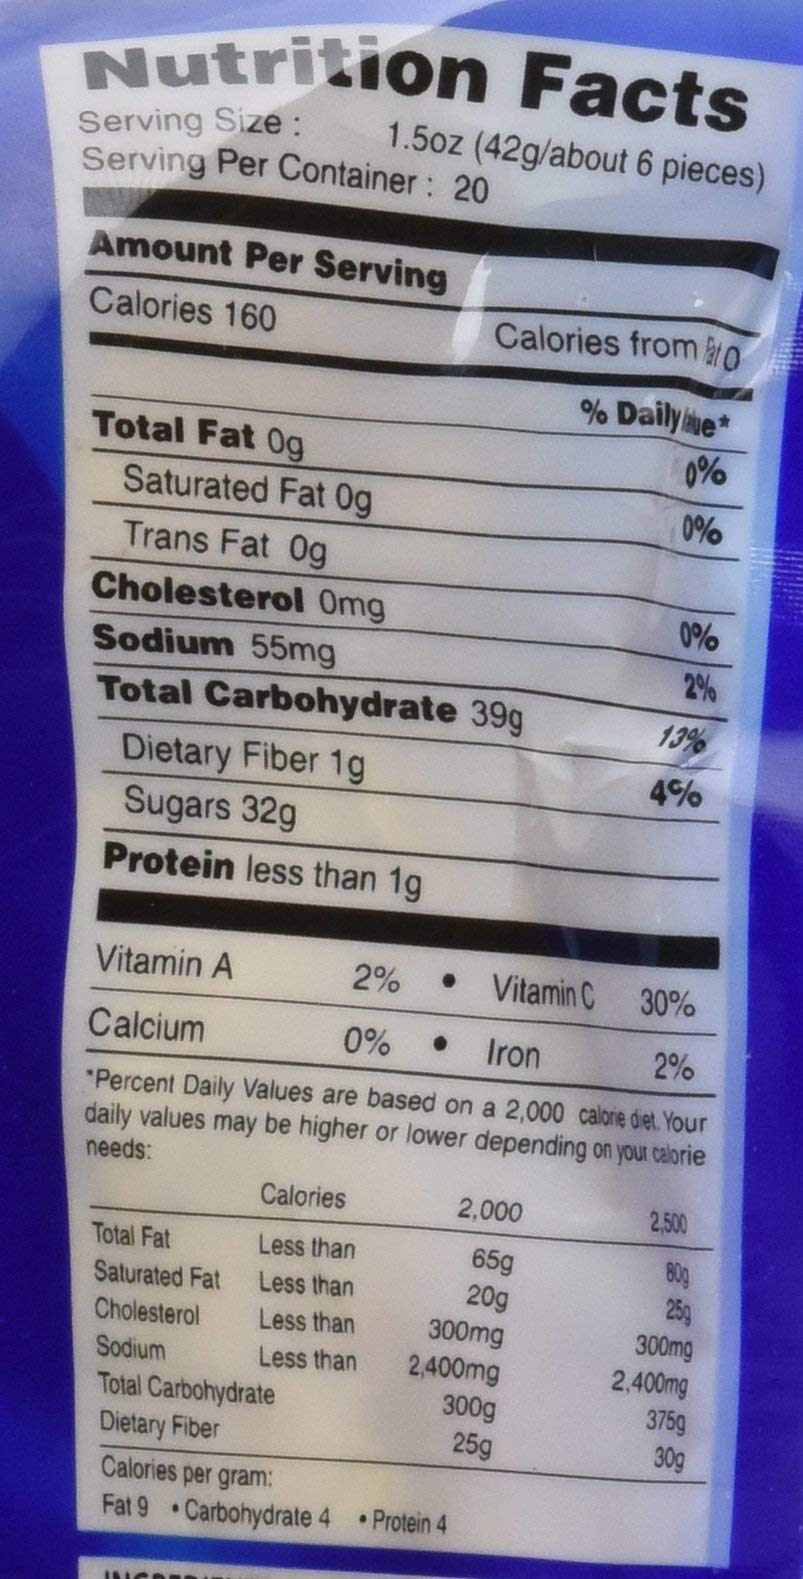 Nutrition Facts
Serving Size : 1.5oz (42g/about 6 pieces)
Serving Per Container : 20
Amount Per Serving
Calories 160 Calories from Fat 0
% Daily Value*
Total Fat 0g 0%
Saturated Fat 0g 0%
Trans Fat 0g
Cholesterol 0mg 0%
Sodium 55mg 2%
Total Carbohydrate 39g 13%
Dietary Fiber 1g 4%
Sugars 32g
Protein less than 1g
Vitamin A 2% • Vitamin C 30%
Calcium 0% • Iron 2%
*Percent Daily Values are based on a 2,000 calorie diet. Your
daily values may be higher or lower depending on your calorie
needs:
Calories 2,000 2,500
Total Fat Less than 65g 80g
Saturated Fat Less than 20g 25g
Cholesterol Less than 300mg 300mg
Sodium Less than 2,400mg 2,400mg
Total Carbohydrate 300g 375g
Dietary Fiber 25g 30g
Calories per gram:
Fat 9 • Carbohydrate 4 • Protein 4